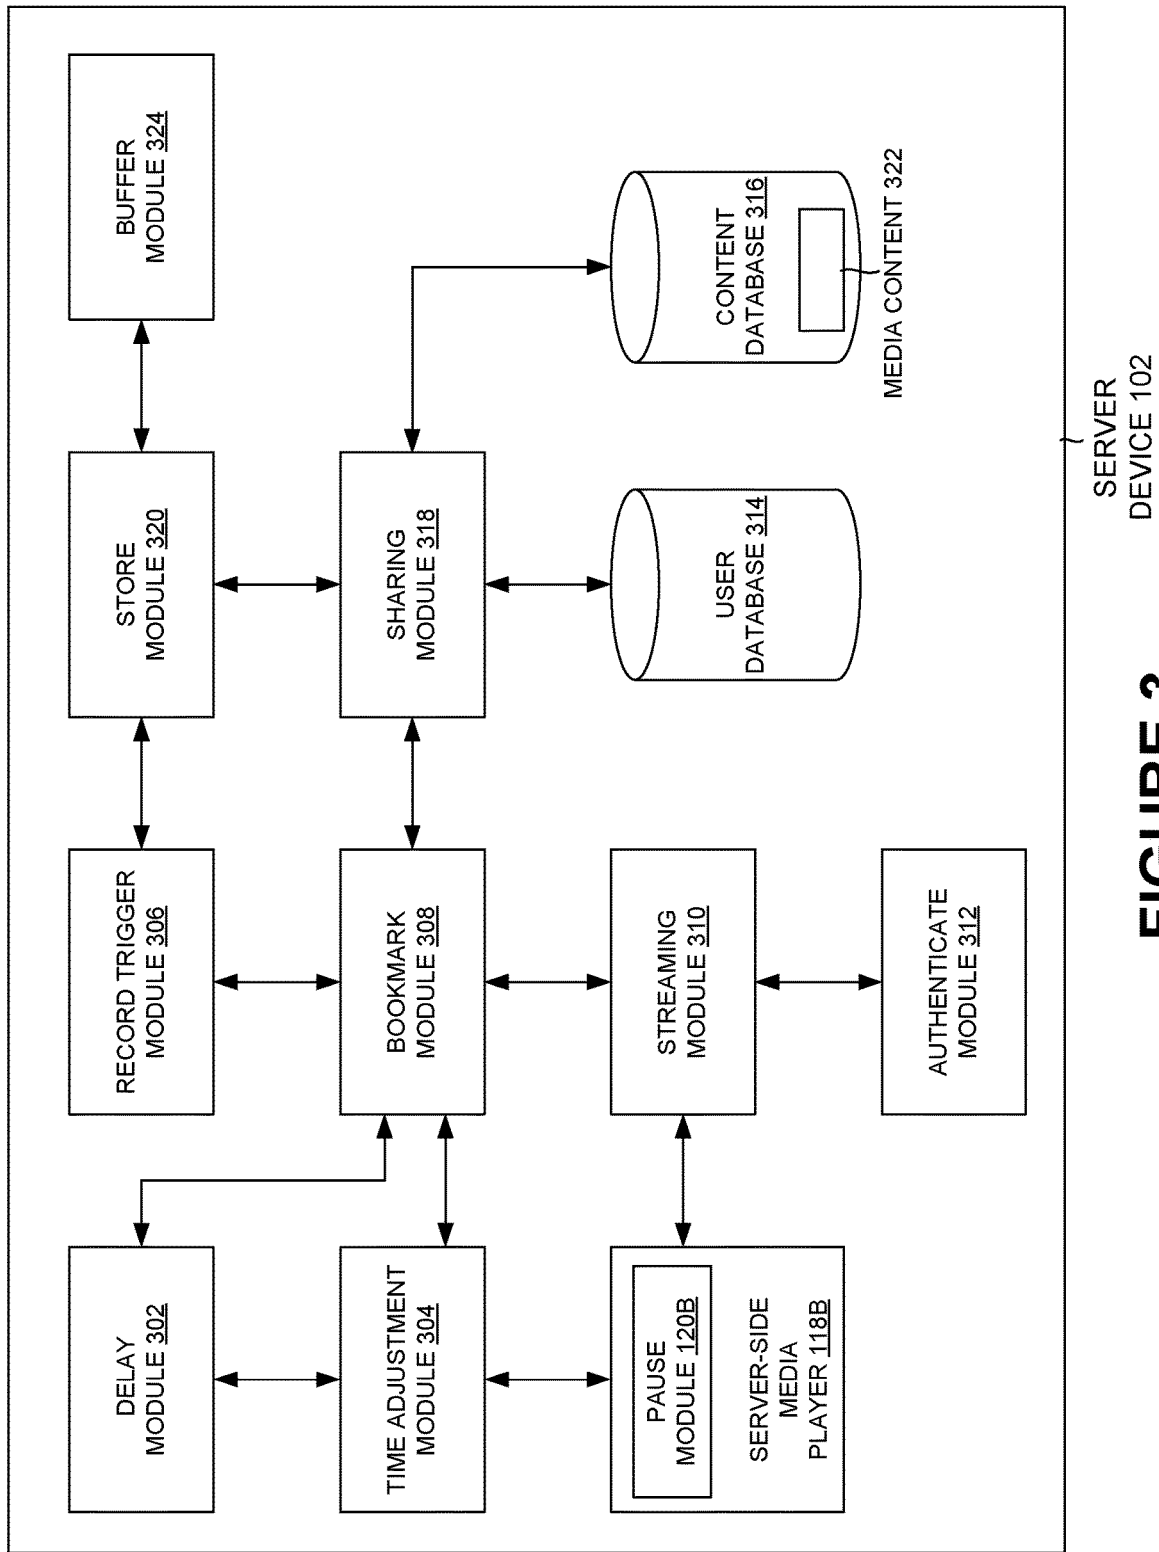 DELAY
MODULE 302
RECORD TRIGGER
MODULE 306
STORE
MODULE 320
BUFFER
MODULE 324
TIME ADJUSTMENT
MODULE 304
BOOKMARK
MODULE 308
SHARING
MODULE 318
PAUSE
MODULE 120B
SERVER-SIDE
MEDIA
PLAYER 118B
STREAMING
MODULE 310
USER
DATABASE 314
CONTENT
DATABASE 316
MEDIA CONTENT 322
AUTHENTICATE
MODULE 312
SERVER
DEVICE 102
FIGURE 3